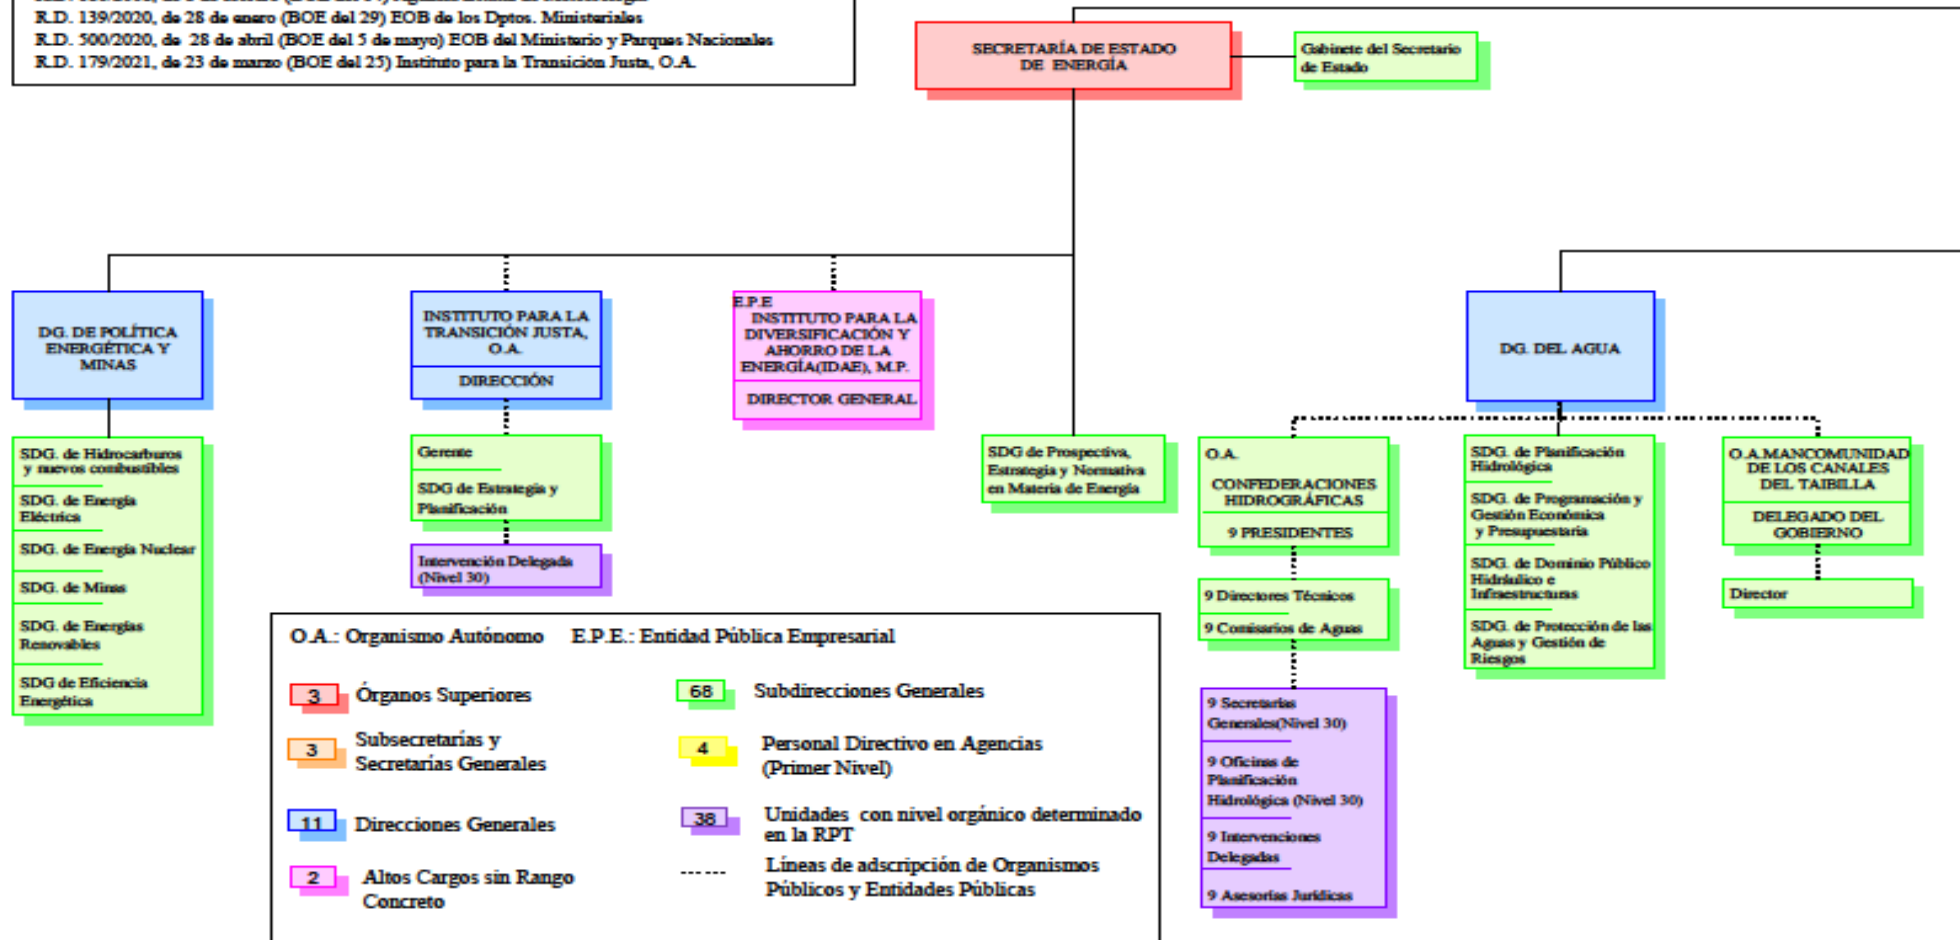 R.D. 139/2020, de 28 de enero (BOE del 29) EOB de los Dptos. Ministeriales
R.D. 500/2020, de 28 de abril (BOE del 5 de mayo) EOB del Ministerio y Parques Nacionales
R.D. 179/2021, de 23 de marzo (BOE del 25) Instituto para la Transición Justa, O.A.
SECRETARÍA DE ESTADO
DE ENERGÍA
Gabinete del Secretario
de Estado
DG. DE POLÍTICA
ENERGÉTICA Y
MINAS
INSTITUTO PARA LA
TRANSICIÓN JUSTA,
O.A.
DIRECCIÓN
E.P.E
INSTITUTO PARA LA
DIVERSIFICACIÓN Y
AHORRO DE LA
ENERGÍA(IDAE), M.P.
DIRECTOR GENERAL
DG. DEL AGUA
SDG. de Hidrocarburos
y nuevos combustibles
SDG. de Energía
Eléctrica
SDG. de Energía Nuclear
SDG. de Minas
SDG. de Energías
Renovables
SDG de Eficiencia
Energética
Gerente
SDG de Estrategia y
Planificación
Intervención Delegada
(Nivel 30)
SDG de Prospectiva,
Estrategia y Normativa
en Materia de Energía
O.A.
CONFEDERACIONES
HIDROGRÁFICAS
9 PRESIDENTES
9 Directores Técnicos
9 Comisarios de Aguas
9 Secretarías
Generales(Nivel 30)
9 Oficinas de
Planificación
Hidrológica (Nivel 30)
9 Intervenciones
Delegadas
9 Asesorías Jurídicas
SDG. de Planificación
Hidrológica
SDG. de Programación y
Gestión Económica
y Presupuestaria
SDG. de Dominio Público
Hidráulico e
Infraestructuras
SDG. de Protección de las
Aguas y Gestión de
Riesgos
O.A.MANCOMUNIDAD
DE LOS CANALES
DEL TAIBILLA
DELEGADO DEL
GOBIERNO
Director
O.A.: Organismo Autónomo E.P.E.: Entidad Pública Empresarial
3 Órganos Superiores
3 Subsecretarías y
Secretarías Generales
11 Direcciones Generales
2 Altos Cargos sin Rango
Concreto
68 Subdirecciones Generales
4 Personal Directivo en Agencias
(Primer Nivel)
38 Unidades con nivel orgánico determinado
en la RPT
Líneas de adscripción de Organismos
Públicos y Entidades Públicas